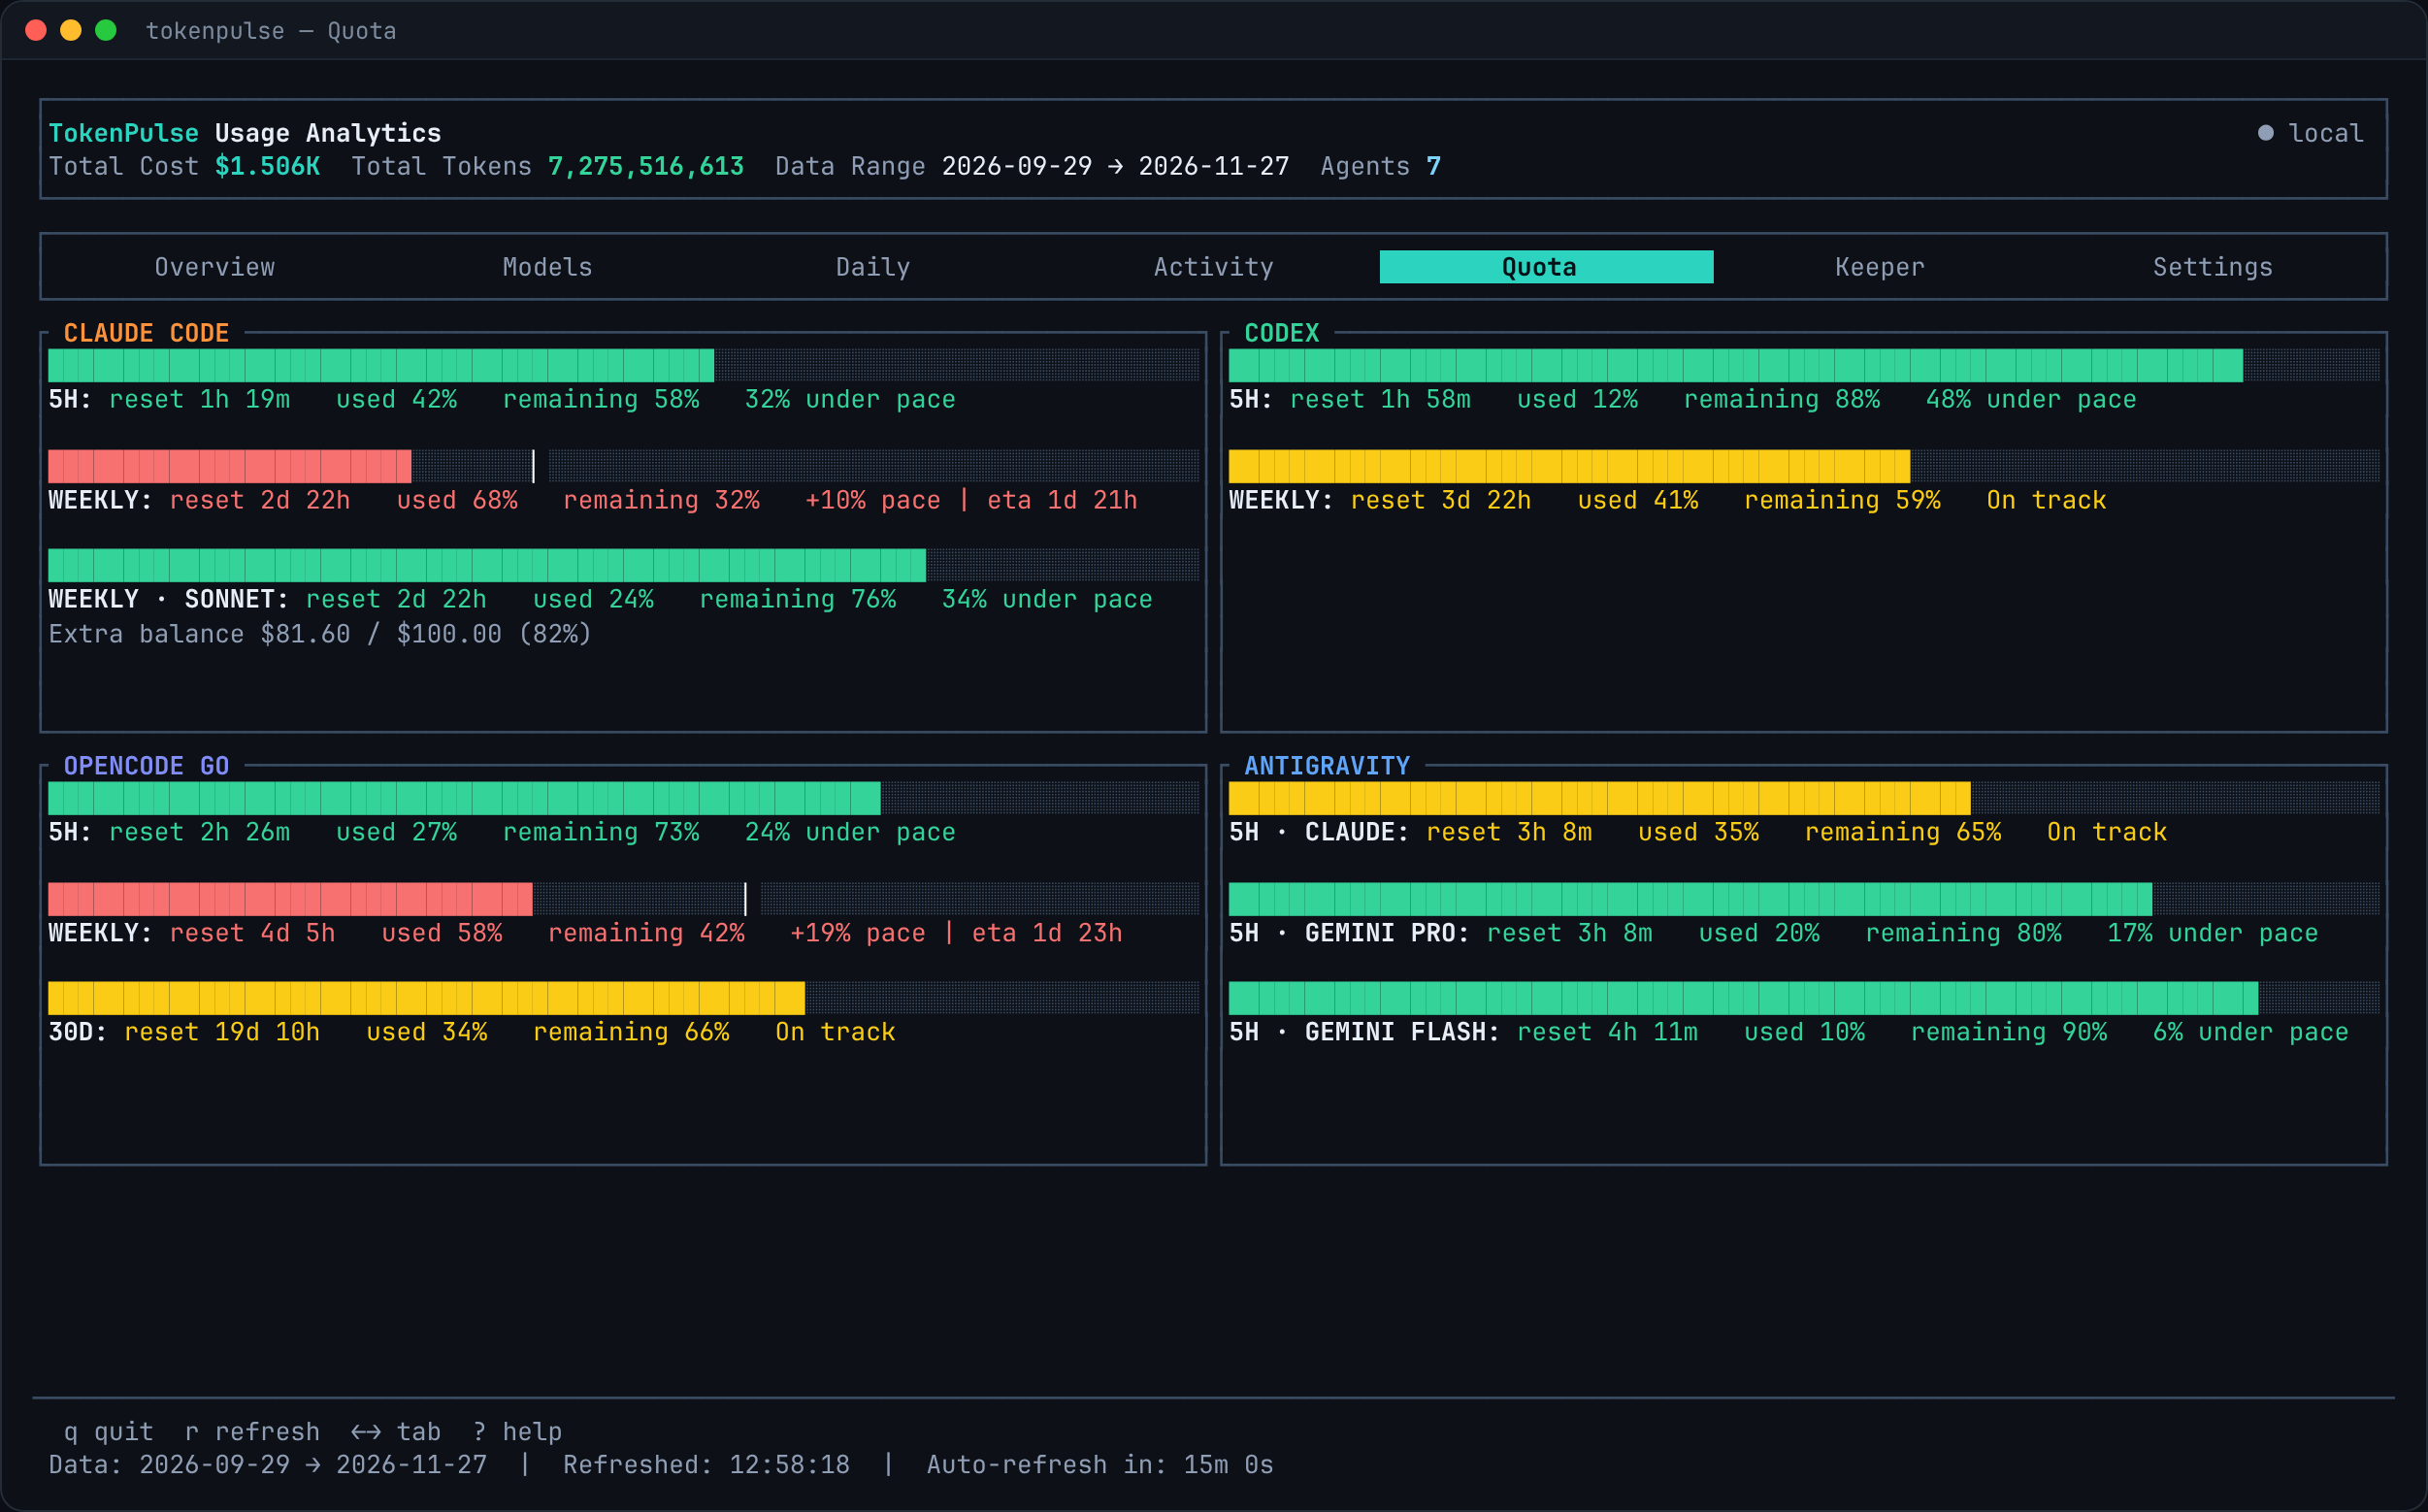 tokenpulse — Quota
TokenPulse Usage Analytics
● local
Total Cost $1.506K  Total Tokens 7,275,516,613  Data Range 2026-09-29 → 2026-11-27  Agents 7
Overview  Models  Daily  Activity  Quota  Keeper  Settings
CLAUDE CODE
5H: reset 1h 19m   used 42%   remaining 58%   32% under pace
WEEKLY: reset 2d 22h   used 68%   remaining 32%   +10% pace | eta 1d 21h
WEEKLY · SONNET: reset 2d 22h   used 24%   remaining 76%   34% under pace
Extra balance $81.60 / $100.00 (82%)
CODEX
5H: reset 1h 58m   used 12%   remaining 88%   48% under pace
WEEKLY: reset 3d 22h   used 41%   remaining 59%   On track
OPENCODE GO
5H: reset 2h 26m   used 27%   remaining 73%   24% under pace
WEEKLY: reset 4d 5h   used 58%   remaining 42%   +19% pace | eta 1d 23h
30D: reset 19d 10h   used 34%   remaining 66%   On track
ANTIGRAVITY
5H · CLAUDE: reset 3h 8m   used 35%   remaining 65%   On track
5H · GEMINI PRO: reset 3h 8m   used 20%   remaining 80%   17% under pace
5H · GEMINI FLASH: reset 4h 11m   used 10%   remaining 90%   6% under pace
q quit  r refresh  ↔ tab  ? help
Data: 2026-09-29 → 2026-11-27  |  Refreshed: 12:58:18  |  Auto-refresh in: 15m 0s